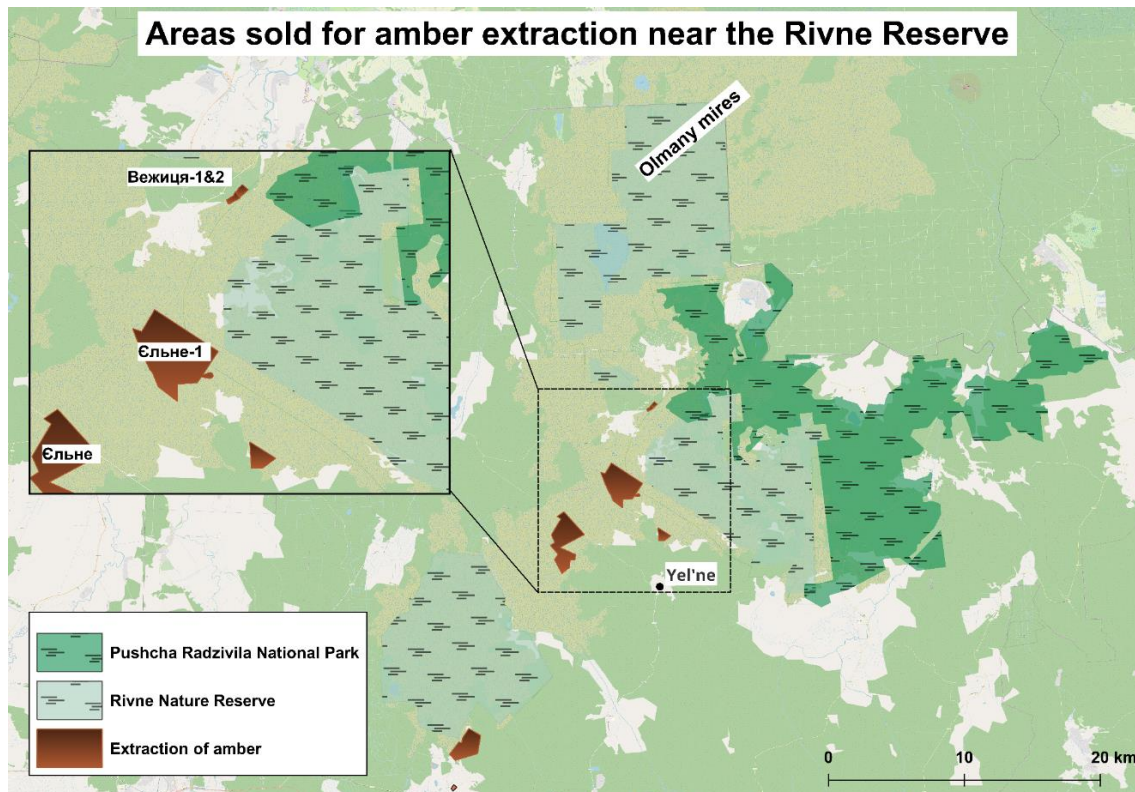 Areas sold for amber extraction near the Rivne Reserve
Olmany mires
Вежиця-1&2
Єльне-1
Єльне
Yel'ne
Pushcha Radzivila National Park
Rivne Nature Reserve
Extraction of amber
0 10 20 km